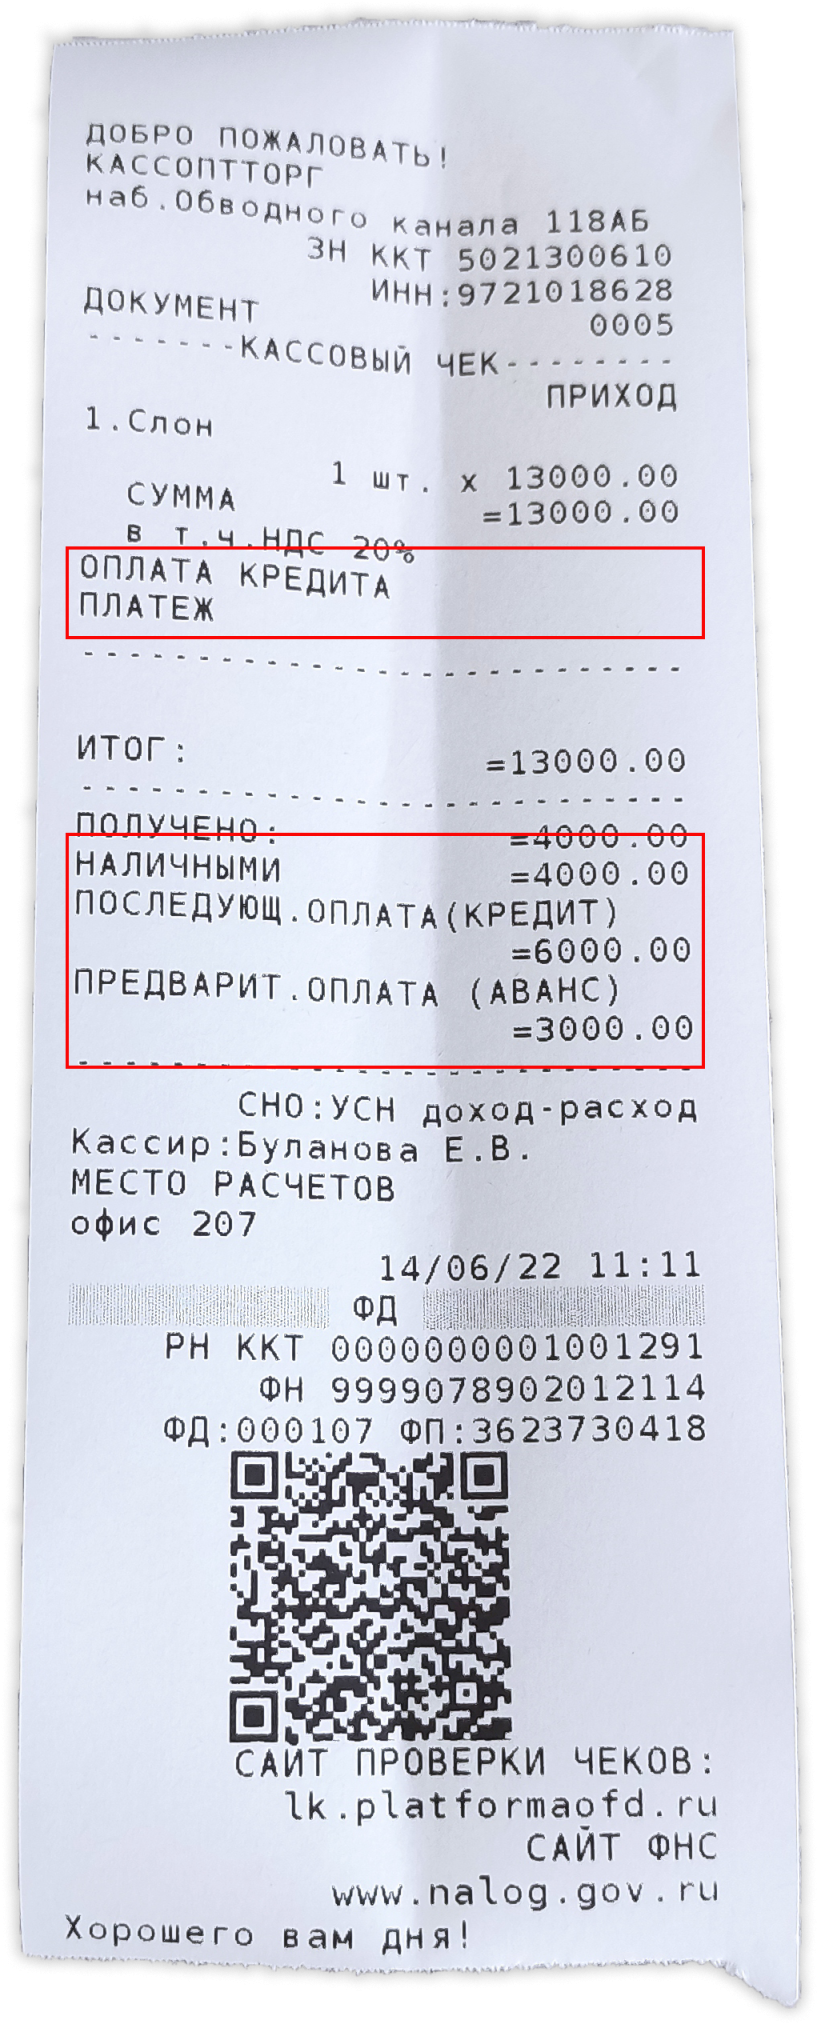 ДОБРО ПОЖАЛОВАТЬ!
КАССОПТТОРГ
наб.Обводного канала 118АБ
ЗН ККТ 5021300610
ИНН:9721018628
ДОКУМЕНТ 0005
-------КАССОВЫЙ ЧЕК--------
ПРИХОД
1.Слон
1 шт. x 13000.00
СУММА =13000.00
в т.ч.НДС 20%
ОПЛАТА КРЕДИТА
ПЛАТЕЖ
ИТОГ: =13000.00
ПОЛУЧЕНО: =4000.00
НАЛИЧНЫМИ =4000.00
ПОСЛЕДУЮЩ.ОПЛАТА(КРЕДИТ)
=6000.00
ПРЕДВАРИТ.ОПЛАТА (АВАНС)
=3000.00
СНО:УСН доход-расход
Кассир:Буланова Е.В.
МЕСТО РАСЧЕТОВ
офис 207
14/06/22 11:11
ФД
РН ККТ 0000000001001291
ФН 9999078902012114
ФД:000107 ФП:3623730418
САЙТ ПРОВЕРКИ ЧЕКОВ:
lk.platformaofd.ru
САЙТ ФНС
www.nalog.gov.ru
Хорошего вам дня!